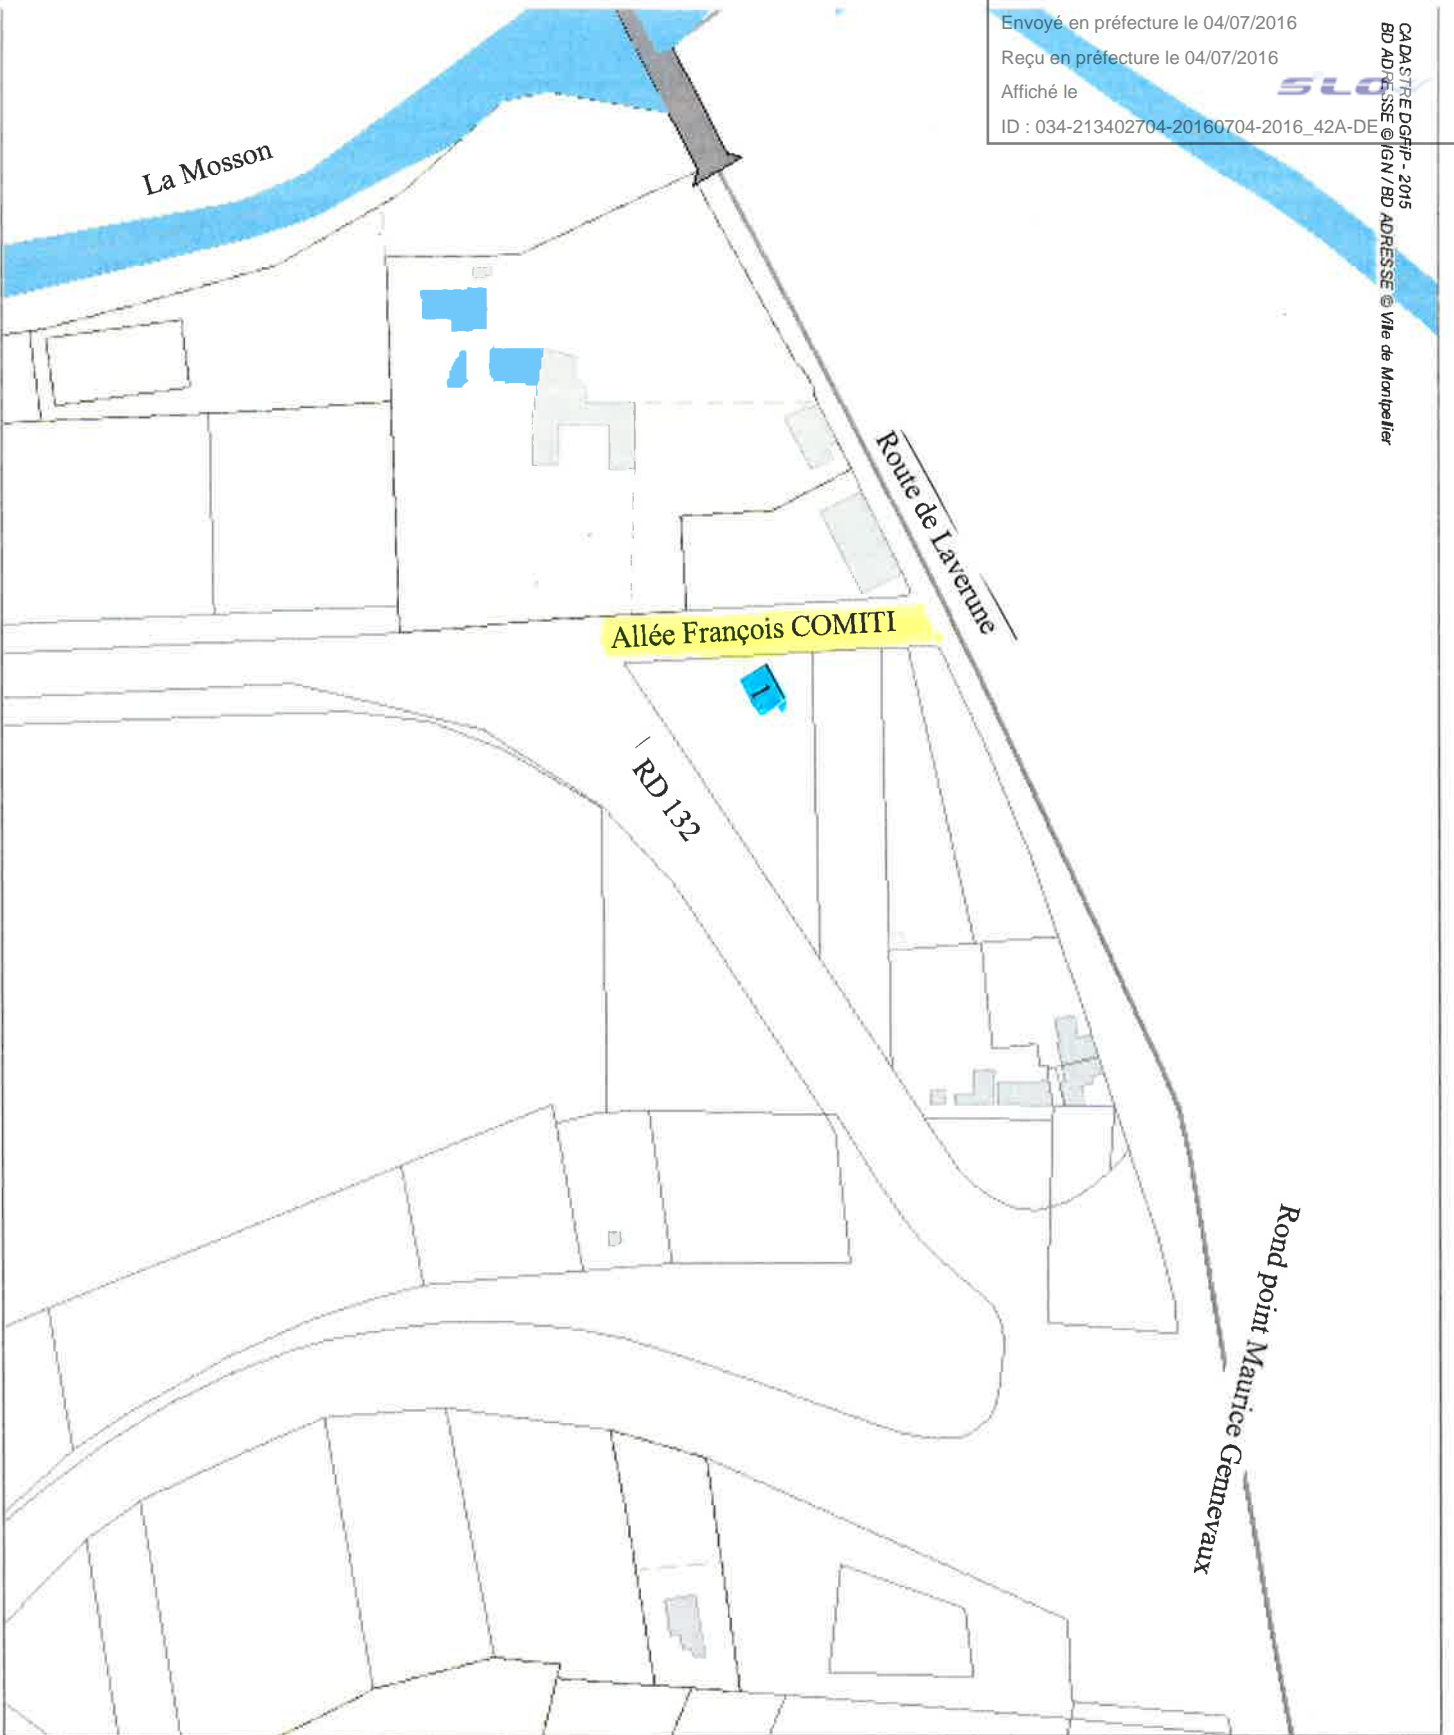 Envoyé en préfecture le 04/07/2016
Reçu en préfecture le 04/07/2016
Affiché le
SLO
ID : 034-213402704-20160704-2016_42A-DE
CADASTRE DGFiP - 2015
BD ADRESSE © IGN / BD ADRESSE © Ville de Montpellier
La Mosson
Route de Laverune
Allée François COMITI
1
RD 132
Rond point Maurice Gennevaux